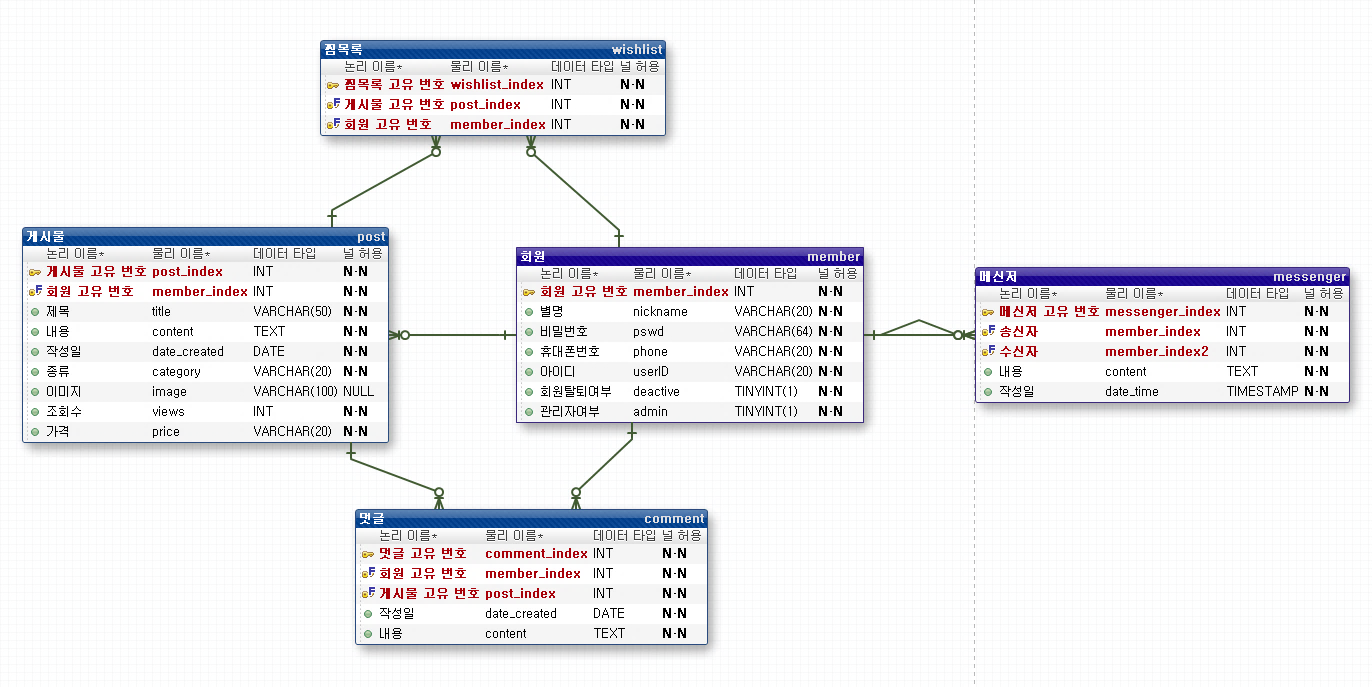 찜목록 wishlist
논리 이름* 물리 이름* 데이터 타입 널 허용
찜목록 고유 번호 wishlist_index INT N-N
게시물 고유 번호 post_index INT N-N
회원 고유 번호 member_index INT N-N
게시물 post
논리 이름* 물리 이름* 데이터 타입 널 허용
게시물 고유 번호 post_index INT N-N
회원 고유 번호 member_index INT N-N
제목 title VARCHAR(50) N-N
내용 content TEXT N-N
작성일 date_created DATE N-N
종류 category VARCHAR(20) N-N
이미지 image VARCHAR(100) NULL
조회수 views INT N-N
가격 price VARCHAR(20) N-N
회원 member
논리 이름* 물리 이름* 데이터 타입 널 허용
회원 고유 번호 member_index INT N-N
별명 nickname VARCHAR(20) N-N
비밀번호 pswd VARCHAR(64) N-N
휴대폰번호 phone VARCHAR(20) N-N
아이디 userID VARCHAR(20) N-N
회원탈퇴여부 deactive TINYINT(1) N-N
관리자여부 admin TINYINT(1) N-N
메신저 messenger
논리 이름* 물리 이름* 데이터 타입 널 허용
메신저 고유 번호 messenger_index INT N-N
송신자 member_index INT N-N
수신자 member_index2 INT N-N
내용 content TEXT N-N
작성일 date_time TIMESTAMP N-N
댓글 comment
논리 이름* 물리 이름* 데이터 타입 널 허용
댓글 고유 번호 comment_index INT N-N
회원 고유 번호 member_index INT N-N
게시물 고유 번호 post_index INT N-N
작성일 date_created DATE N-N
내용 content TEXT N-N